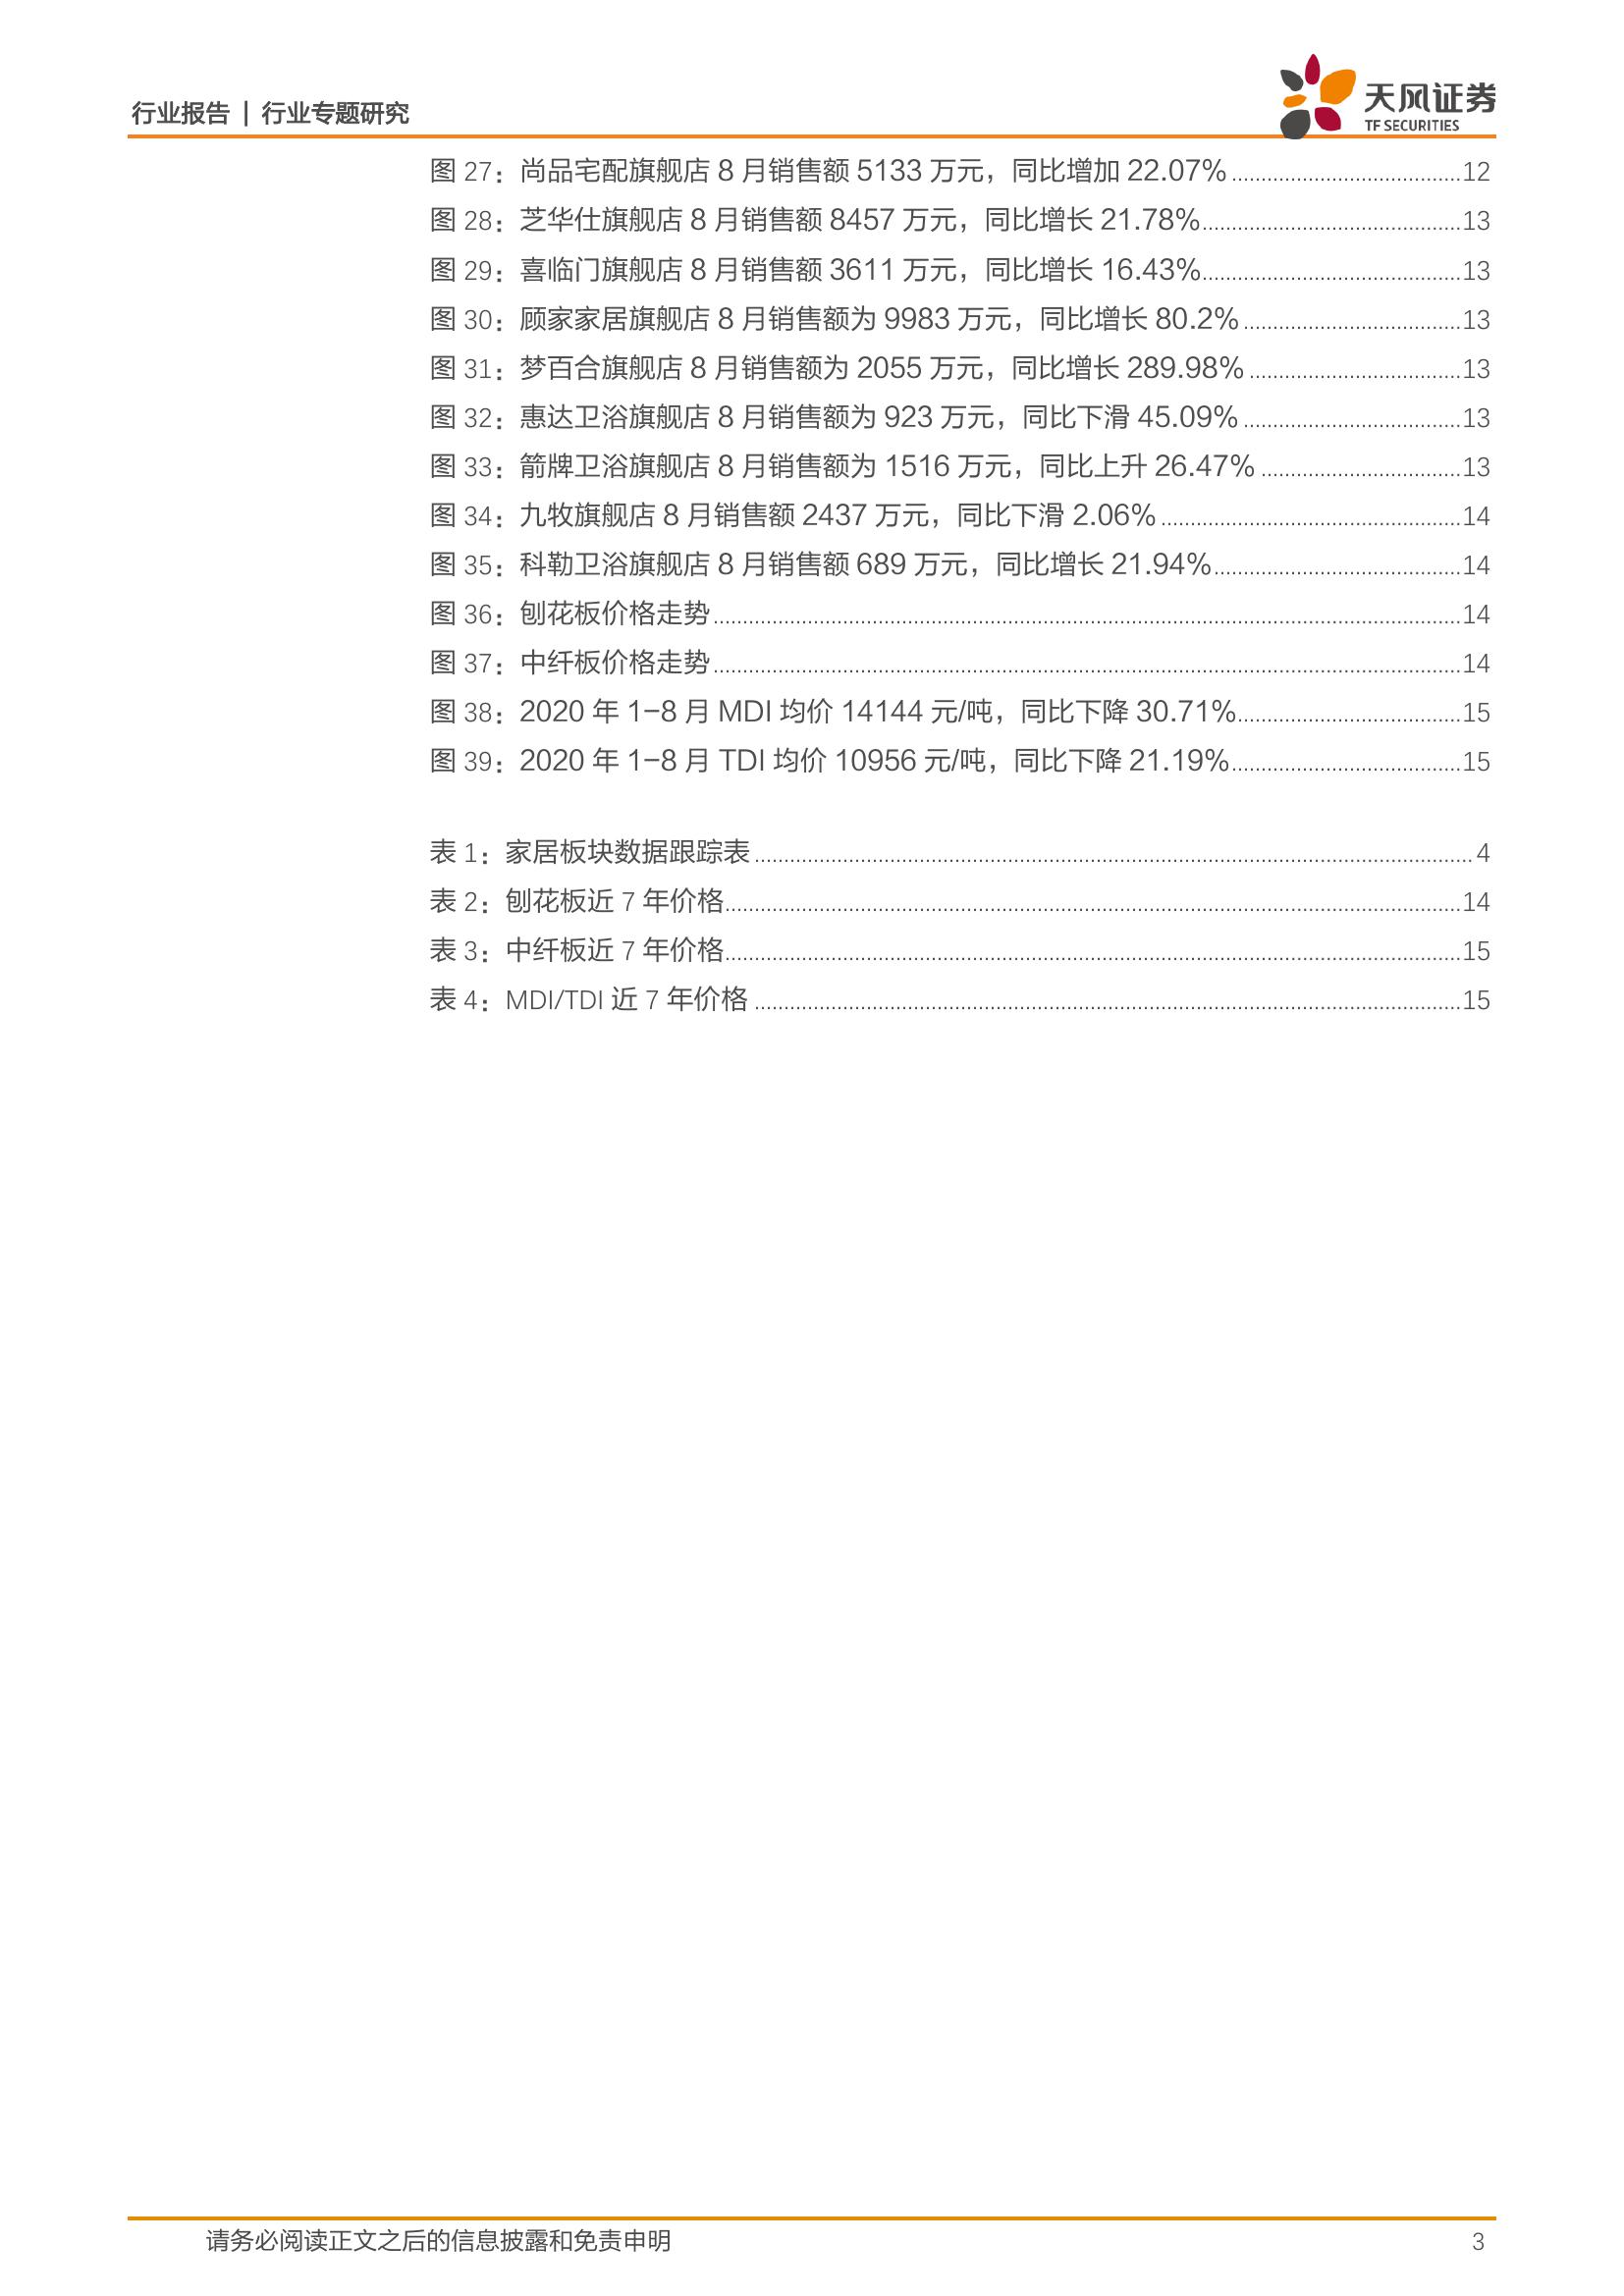 行业报告 | 行业专题研究
天风证券
TF SECURITIES
图 27：尚品宅配旗舰店 8 月销售额 5133 万元，同比增加 22.07%......12
图 28：芝华仕旗舰店 8 月销售额 8457 万元，同比增长 21.78%......13
图 29：喜临门旗舰店 8 月销售额 3611 万元，同比增长 16.43%......13
图 30：顾家家居旗舰店 8 月销售额为 9983 万元，同比增长 80.2%......13
图 31：梦百合旗舰店 8 月销售额为 2055 万元，同比增长 289.98%......13
图 32：惠达卫浴旗舰店 8 月销售额为 923 万元，同比下滑 45.09%......13
图 33：箭牌卫浴旗舰店 8 月销售额为 1516 万元，同比上升 26.47%......13
图 34：九牧旗舰店 8 月销售额 2437 万元，同比下滑 2.06%......14
图 35：科勒卫浴旗舰店 8 月销售额 689 万元，同比增长 21.94%......14
图 36：刨花板价格走势......14
图 37：中纤板价格走势......14
图 38：2020 年 1-8 月 MDI 均价 14144 元/吨，同比下降 30.71%......15
图 39：2020 年 1-8 月 TDI 均价 10956 元/吨，同比下降 21.19%......15
表 1：家居板块数据跟踪表......4
表 2：刨花板近 7 年价格......14
表 3：中纤板近 7 年价格......15
表 4：MDI/TDI 近 7 年价格......15
请务必阅读正文之后的信息披露和免责申明
3